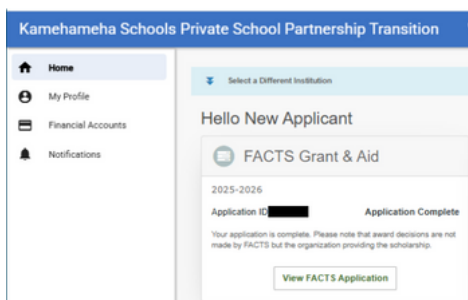 Kamehameha Schools Private School Partnership Transition
Home
My Profile
Financial Accounts
Notifications
Select a Different Institution
Hello New Applicant
FACTS Grant & Aid
2025-2026
Application ID
Application Complete
Your application is complete. Please note that award decisions are not
made by FACTS but the organization providing the scholarship.
View FACTS Application